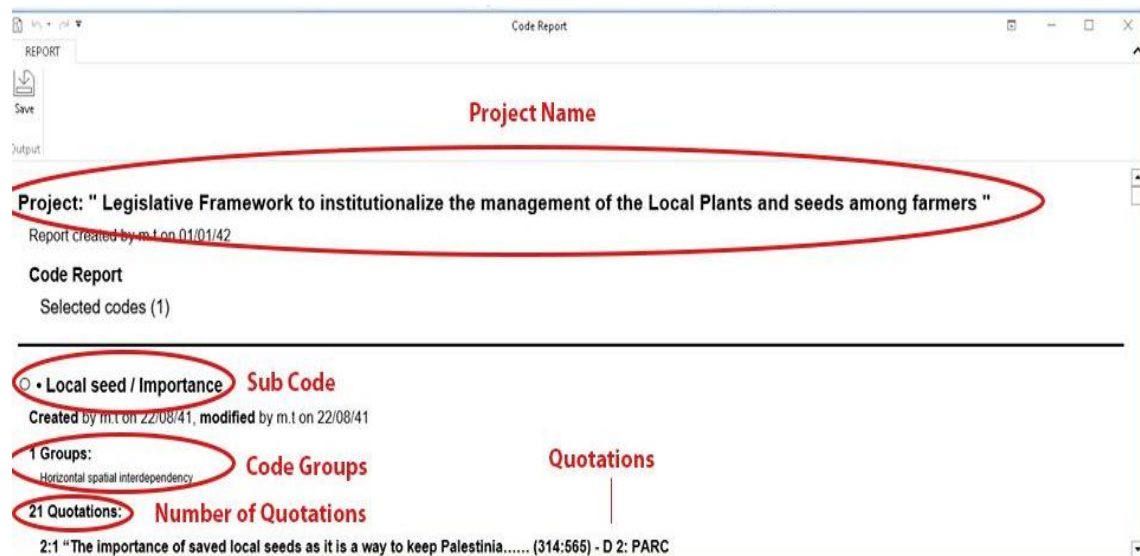 Code Report
REPORT
Save
Output
Project Name
Project: " Legislative Framework to institutionalize the management of the Local Plants and seeds among farmers "
Report created by m.t on 01/01/42
Code Report
Selected codes (1)
○ • Local seed / Importance
Sub Code
Created by m.t on 22/08/41, modified by m.t on 22/08/41
1 Groups:
Horizontal spatial interdependency
Code Groups
Quotations
21 Quotations:
Number of Quotations
2:1 “The importance of saved local seeds as it is a way to keep Palestinia...... (314:565) - D 2: PARC